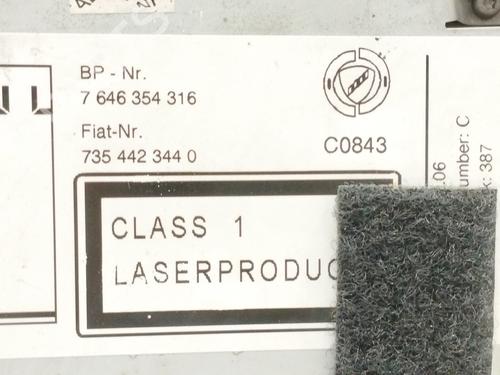 BP - Nr.
7 646 354 316
Fiat-Nr.
735 442 344 0
C0843
CLASS 1
LASERPRODUC
.06
umber: C
k: 387